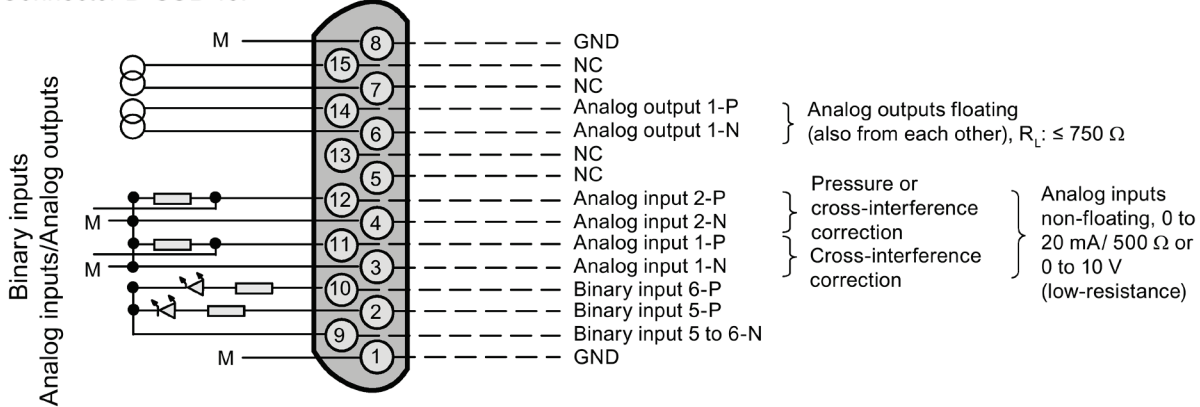 Binary inputs
Analog inputs/Analog outputs
M
M
M
M
8
15
7
14
6
13
5
12
4
11
3
10
2
9
1
GND
NC
NC
Analog output 1-P
Analog output 1-N
NC
NC
Analog input 2-P
Analog input 2-N
Analog input 1-P
Analog input 1-N
Binary input 6-P
Binary input 5-P
Binary input 5 to 6-N
GND
Analog outputs floating
(also from each other), RL: ≤ 750 Ω
Pressure or
cross-interference
correction
Cross-interference
correction
Analog inputs
non-floating, 0 to
20 mA/ 500 Ω or
0 to 10 V
(low-resistance)